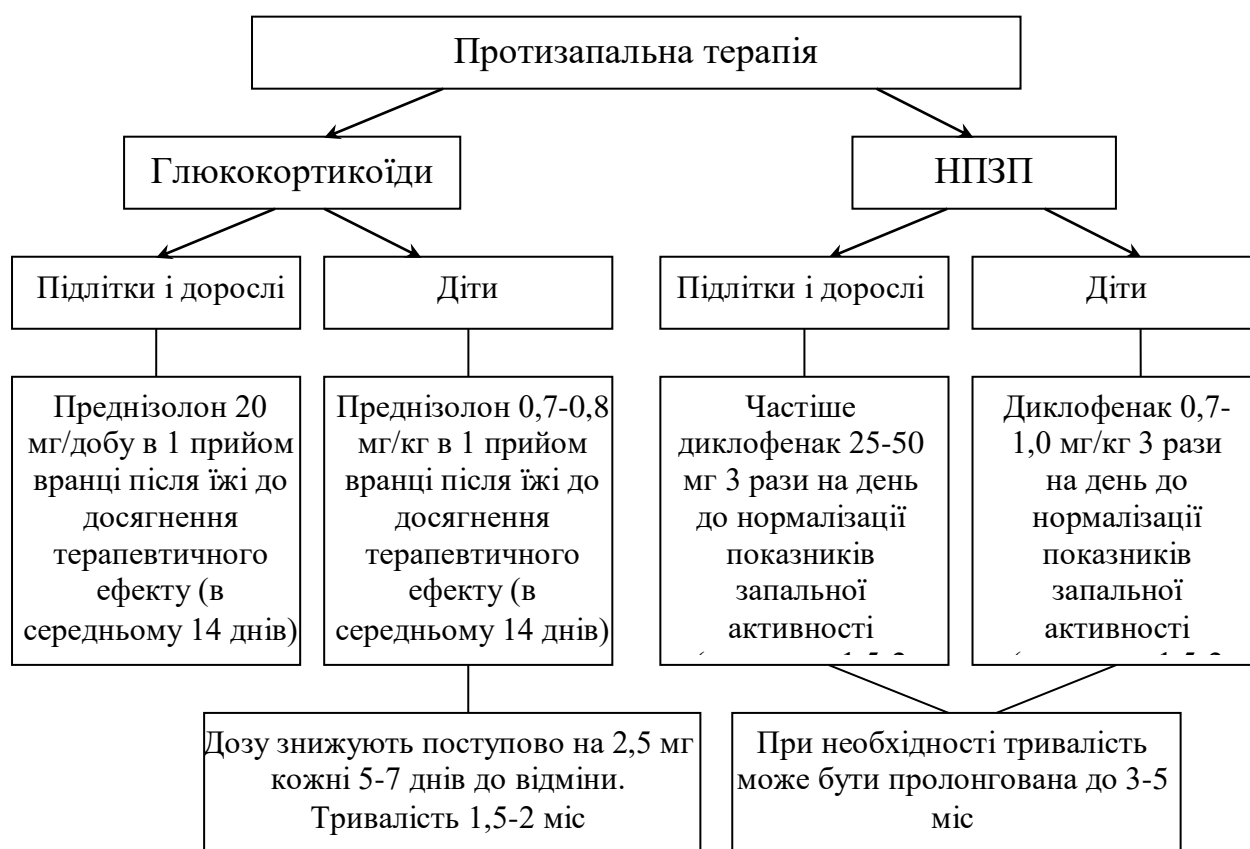 Протизапальна терапія
Глюкокортикоїди
НПЗП
Підлітки і дорослі
Діти
Підлітки і дорослі
Діти
Преднізолон 20
мг/добу в 1 прийом
вранці після їжі до
досягнення
терапевтичного
ефекту (в
середньому 14 днів)
Преднізолон 0,7-0,8
мг/кг в 1 прийом
вранці після їжі до
досягнення
терапевтичного
ефекту (в
середньому 14 днів)
Частіше
диклофенак 25-50
мг 3 рази на день
до нормалізації
показників
запальної
активності
Диклофенак 0,7-
1,0 мг/кг 3 рази
на день до
нормалізації
показників
запальної
активності
Дозу знижують поступово на 2,5 мг
кожні 5-7 днів до відміни.
Тривалість 1,5-2 міс
При необхідності тривалість
може бути пролонгована до 3-5
міс